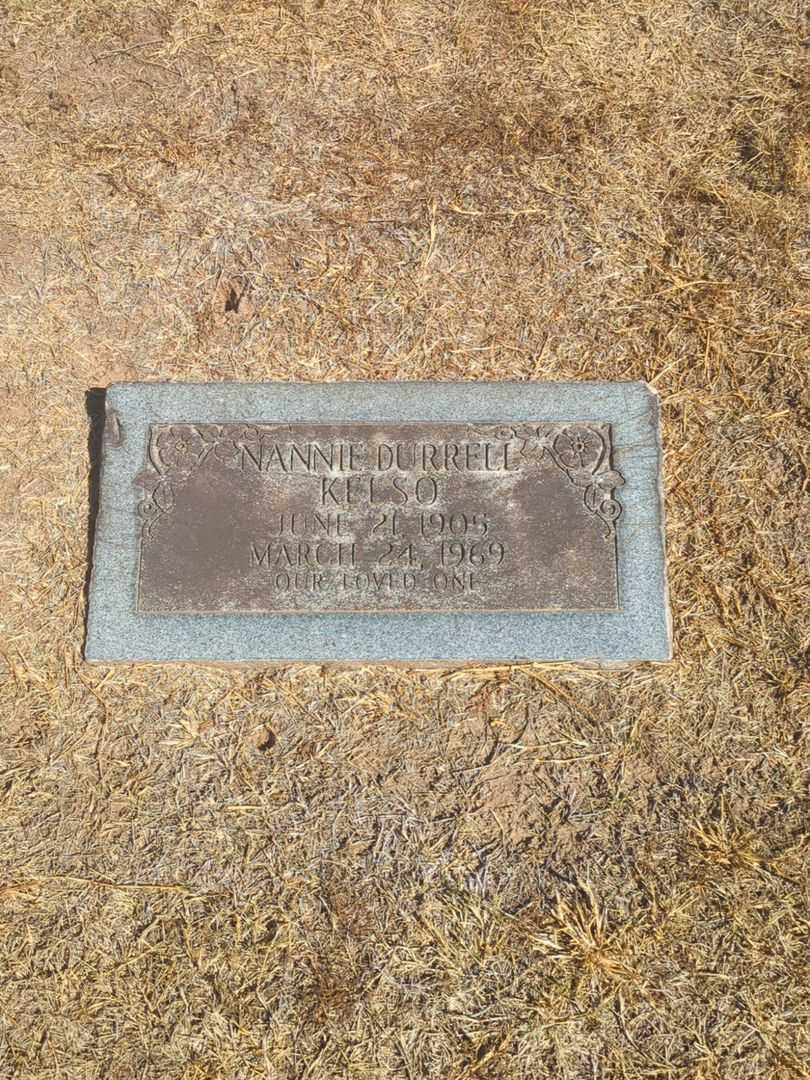 NANNIE DURRELL
KELSO
JUNE 21, 1905
MARCH 24, 1969
OUR LOVED ONE